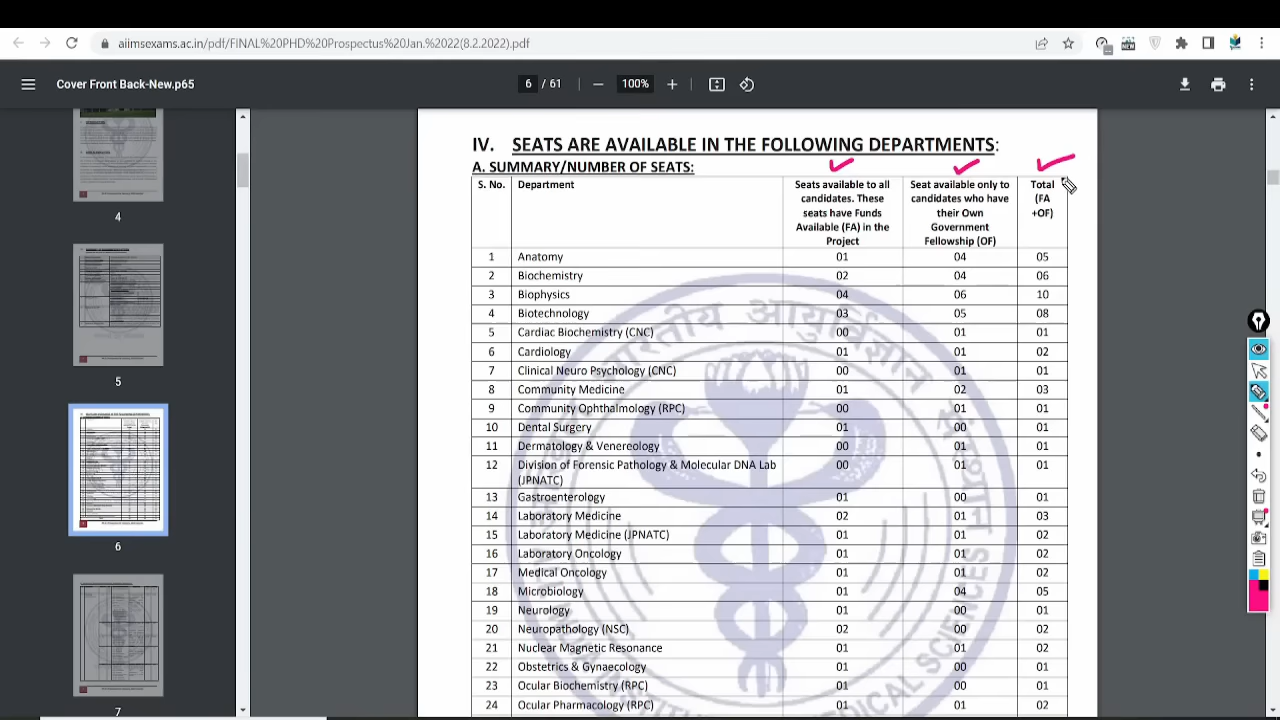 aiimsexams.ac.in/pdf/FINAL%20PHD%20Prospectus%20Jan.%2022(8.2.2022).pdf
Cover Front Back-New.p65
6 / 61
100%
4
5
6
7
IV. SEATS ARE AVAILABLE IN THE FOLLOWING DEPARTMENTS:
A. SUMMARY/NUMBER OF SEATS:
S. No. Department Seats available to all candidates. These seats have Funds Available (FA) in the Project Seat available only to candidates who have their Own Government Fellowship (OF) Total (FA +OF)
1 Anatomy 01 04 05
2 Biochemistry 02 04 06
3 Biophysics 04 06 10
4 Biotechnology 03 05 08
5 Cardiac Biochemistry (CNC) 00 01 01
6 Cardiology 01 01 02
7 Clinical Neuro Psychology (CNC) 00 01 01
8 Community Medicine 01 02 03
9 Community Ophthalmology (RPC) 00 01 01
10 Dental Surgery 01 00 01
11 Dermatology & Venereology 00 01 01
12 Division of Forensic Pathology & Molecular DNA Lab (JPNATC) 00 01 01
13 Gastroenterology 01 00 01
14 Laboratory Medicine 02 01 03
15 Laboratory Medicine (JPNATC) 01 01 02
16 Laboratory Oncology 01 01 02
17 Medical Oncology 01 01 02
18 Microbiology 01 04 05
19 Neurology 01 00 01
20 Neuropathology (NSC) 02 00 02
21 Nuclear Magnetic Resonance 01 01 02
22 Obstetrics & Gynaecology 01 00 01
23 Ocular Biochemistry (RPC) 01 00 01
24 Ocular Pharmacology (RPC) 01 01 02